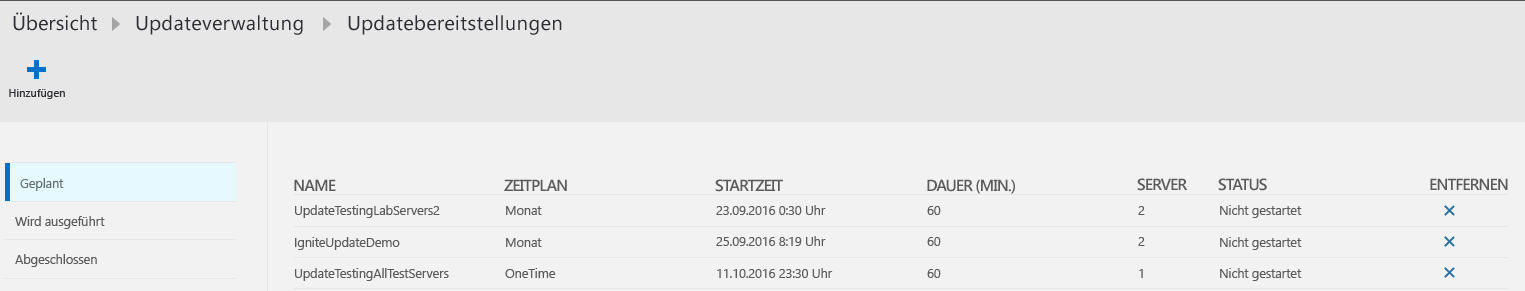 Übersicht Updateverwaltung Updatebereitstellungen
Hinzufügen
Geplant
Wird ausgeführt
Abgeschlossen
NAME ZEITPLAN STARTZEIT DAUER (MIN.) SERVER STATUS ENTFERNEN
UpdateTestingLabServers2 Monat 23.09.2016 0:30 Uhr 60 2 Nicht gestartet
IgniteUpdateDemo Monat 25.09.2016 8:19 Uhr 60 2 Nicht gestartet
UpdateTestingAllTestServers OneTime 11.10.2016 23:30 Uhr 60 1 Nicht gestartet